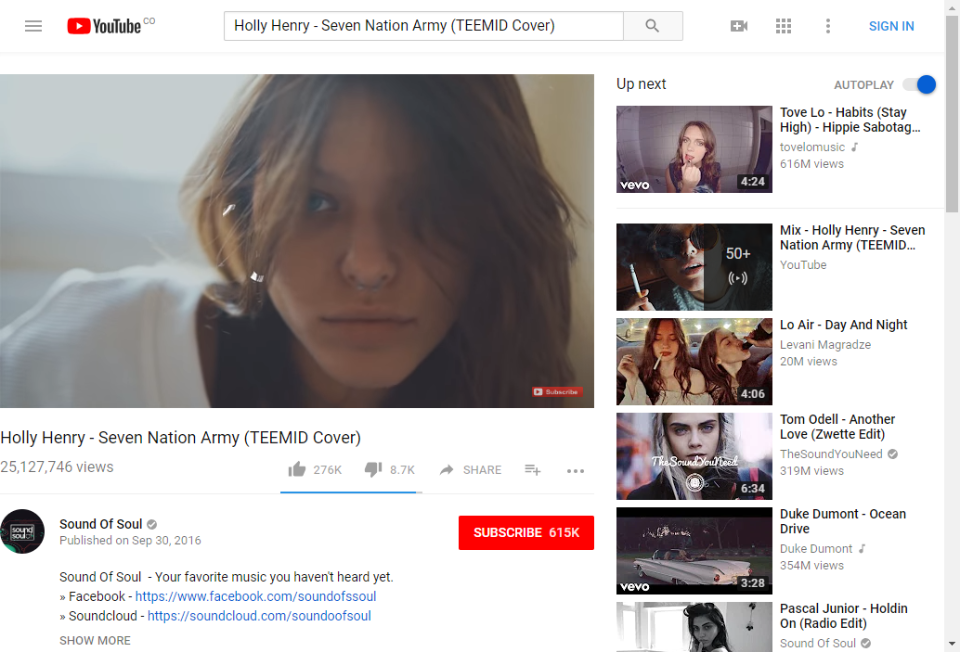 YouTube CO
Holly Henry - Seven Nation Army (TEEMID Cover)
SIGN IN
Subscribe
Holly Henry - Seven Nation Army (TEEMID Cover)
25,127,746 views
276K
8.7K
SHARE
Sound Of Soul
Published on Sep 30, 2016
SUBSCRIBE 615K
Sound Of Soul - Your favorite music you haven't heard yet.
» Facebook - https://www.facebook.com/soundofssoul
» Soundcloud - https://soundcloud.com/soundoofsoul
SHOW MORE
Up next
AUTOPLAY
vevo
4:24
Tove Lo - Habits (Stay
High) - Hippie Sabotag...
tovelomusic
616M views
50+
Mix - Holly Henry - Seven
Nation Army (TEEMID...
YouTube
4:06
Lo Air - Day And Night
Levani Magradze
20M views
TheSoundYouNeed
6:34
Tom Odell - Another
Love (Zwette Edit)
TheSoundYouNeed
319M views
vevo
3:28
Duke Dumont - Ocean
Drive
Duke Dumont
354M views
Pascal Junior - Holdin
On (Radio Edit)
Sound Of Soul